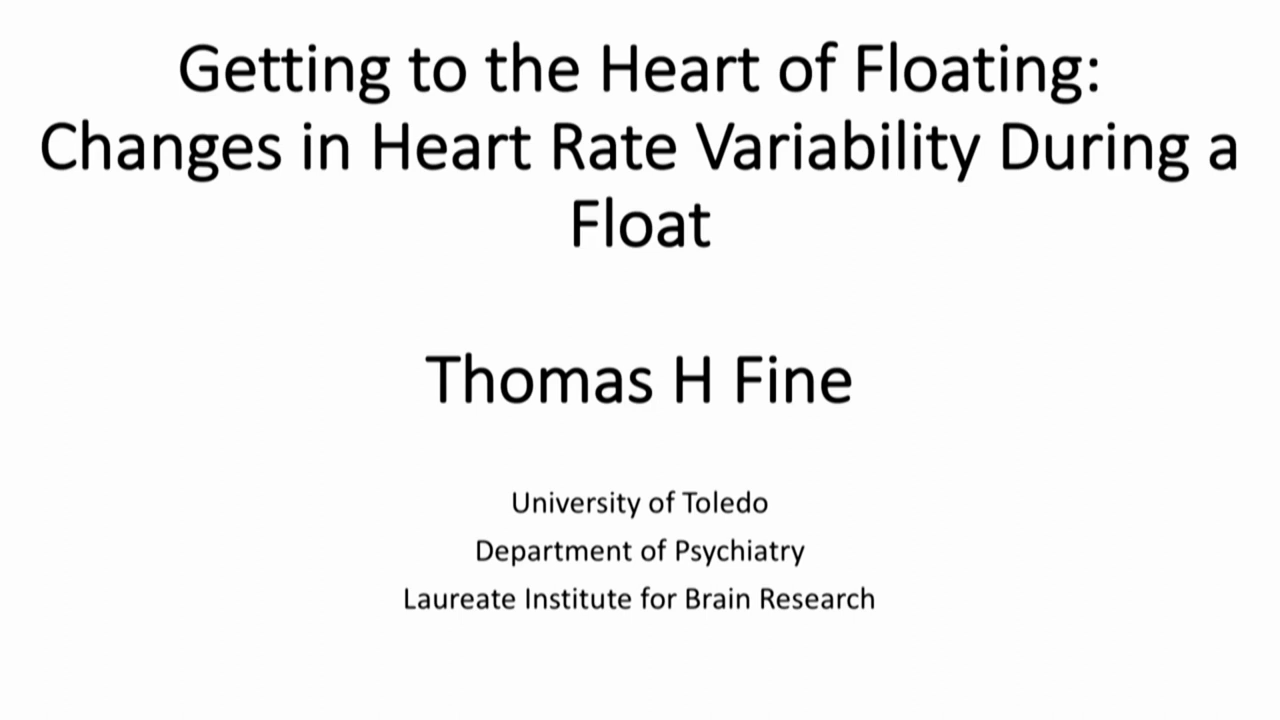 Getting to the Heart of Floating:
Changes in Heart Rate Variability During a
Float
Thomas H Fine
University of Toledo
Department of Psychiatry
Laureate Institute for Brain Research